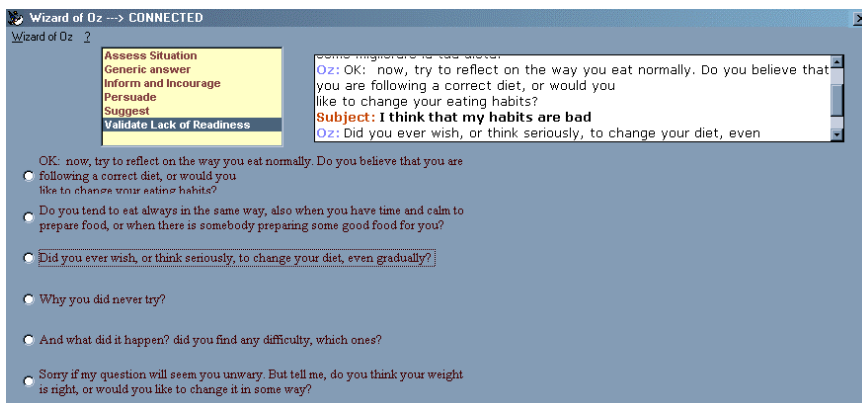 Wizard of Oz ---> CONNECTED
Wizard of Oz ?
Assess Situation
Generic answer
Inform and Incourage
Persuade
Suggest
Validate Lack of Readiness
come migliorare la tua dieta?
Oz: OK: now, try to reflect on the way you eat normally. Do you believe that
you are following a correct diet, or would you
like to change your eating habits?
Subject: I think that my habits are bad
Oz: Did you ever wish, or think seriously, to change your diet, even
OK: now, try to reflect on the way you eat normally. Do you believe that you are
following a correct diet, or would you
like to change your eating habits?
Do you tend to eat always in the same way, also when you have time and calm to
prepare food, or when there is somebody preparing some good food for you?
Did you ever wish, or think seriously, to change your diet, even gradually?
Why you did never try?
And what did it happen? did you find any difficulty, which ones?
Sorry if my question will seem you unwary. But tell me, do you think your weight
is right, or would you like to change it in some way?